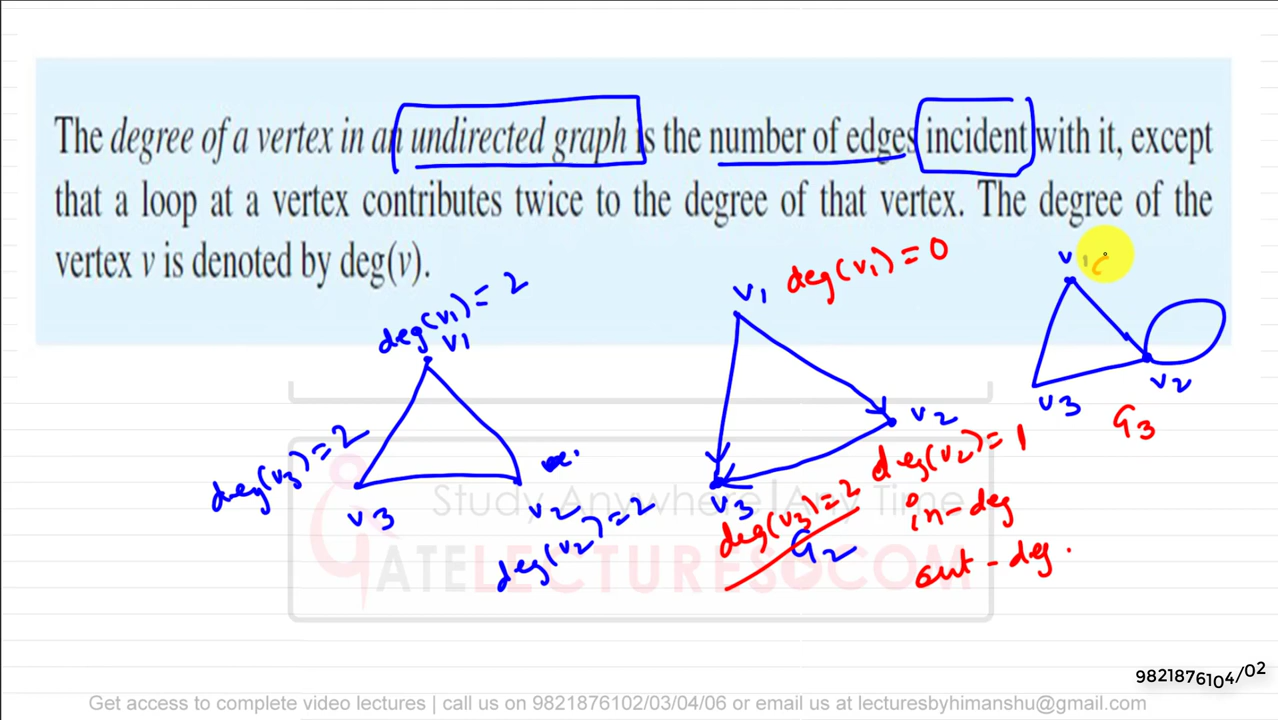 The degree of a vertex in an undirected graph is the number of edges incident with it, except
that a loop at a vertex contributes twice to the degree of that vertex. The degree of the
vertex v is denoted by deg(v).
deg(v1) = 2
v1
deg(v3) = 2
v3
v2
deg(v2) = 2
v1
deg(v1) = 0
v2
deg(v2) = 1
v3
deg(v3) = 2
G2
in-deg
out-deg.
v1
v2
v3
G3
Study Anywhere | Any Time
GATELECTURES.COM
9821876104/02
Get access to complete video lectures | call us on 9821876102/03/04/06 or email us at lecturesbyhimanshu@gmail.com